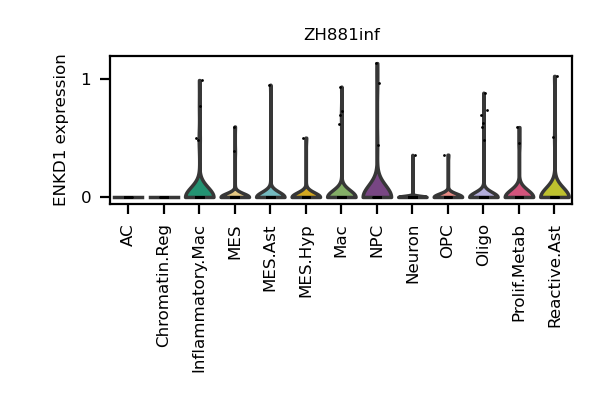 ZH881inf
ENKD1 expression
1
0
AC
Chromatin.Reg
Inflammatory.Mac
MES
MES.Ast
MES.Hyp
Mac
NPC
Neuron
OPC
Oligo
Prolif.Metab
Reactive.Ast